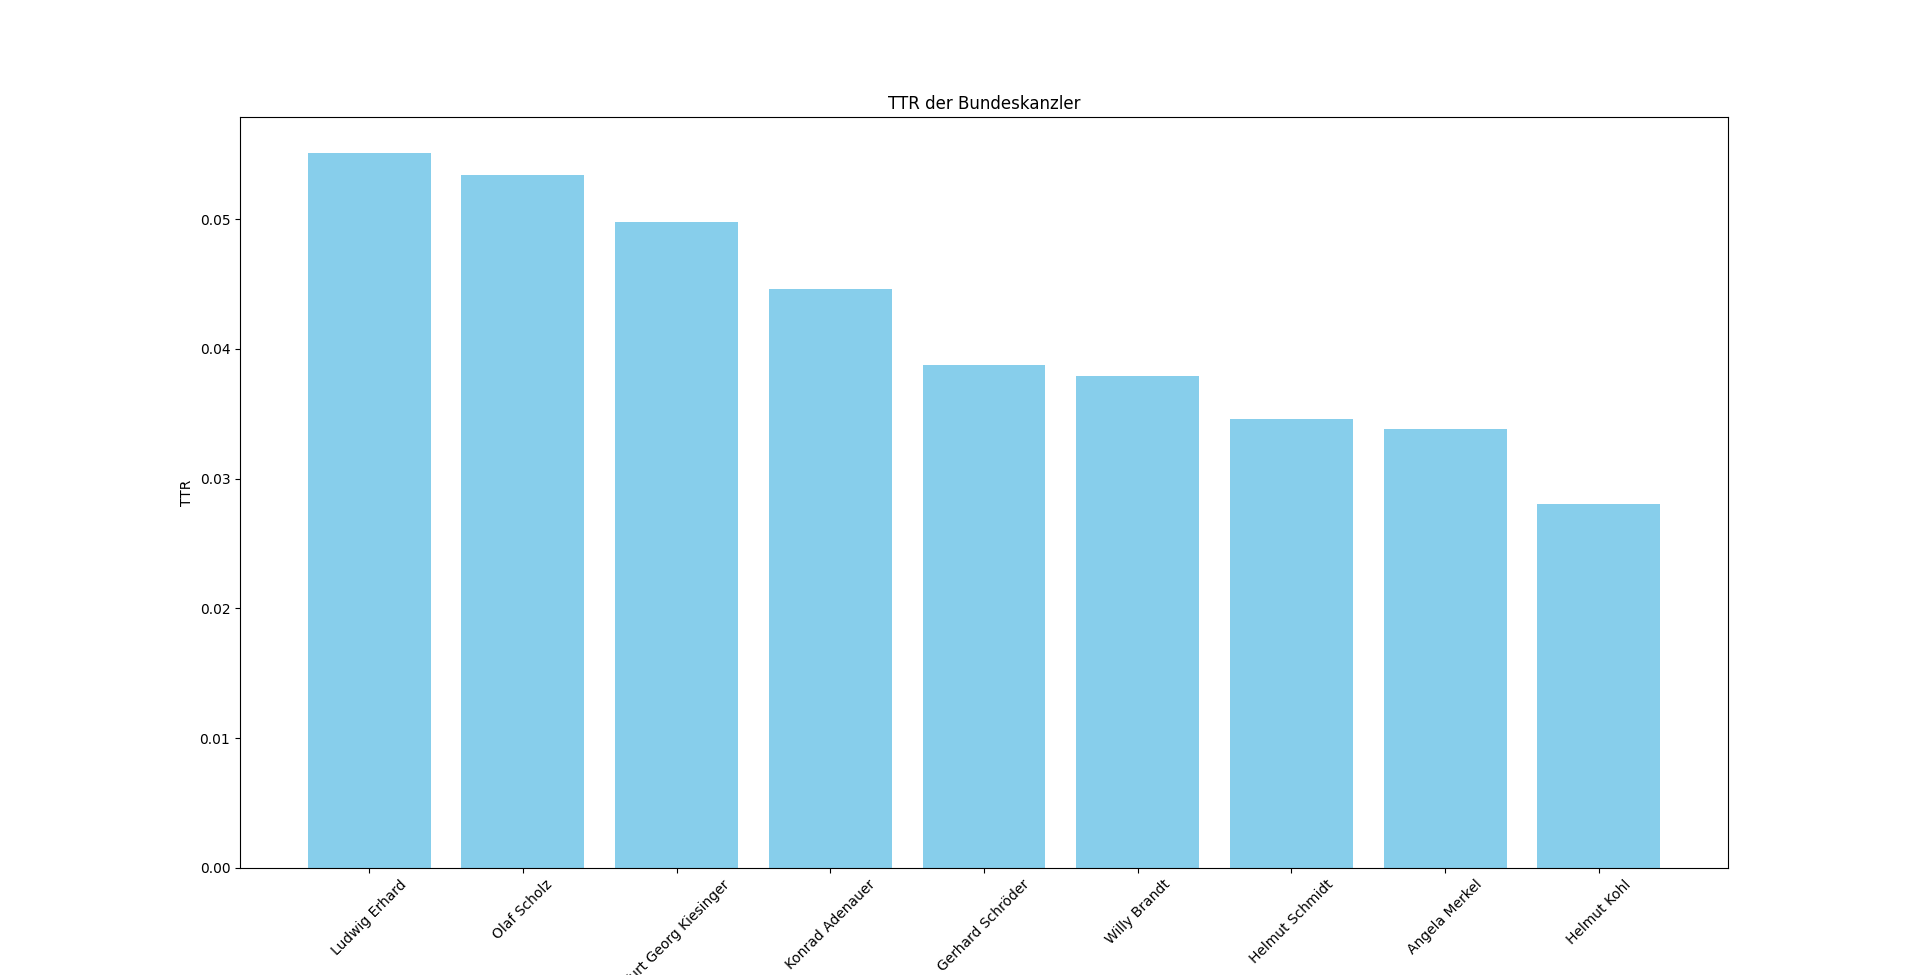 TTR der Bundeskanzler
TTR
0.05
0.04
0.03
0.02
0.01
0.00
Ludwig Erhard
Olaf Scholz
Georg Kiesinger
Konrad Adenauer
Gerhard Schröder
Willy Brandt
Helmut Schmidt
Angela Merkel
Helmut Kohl